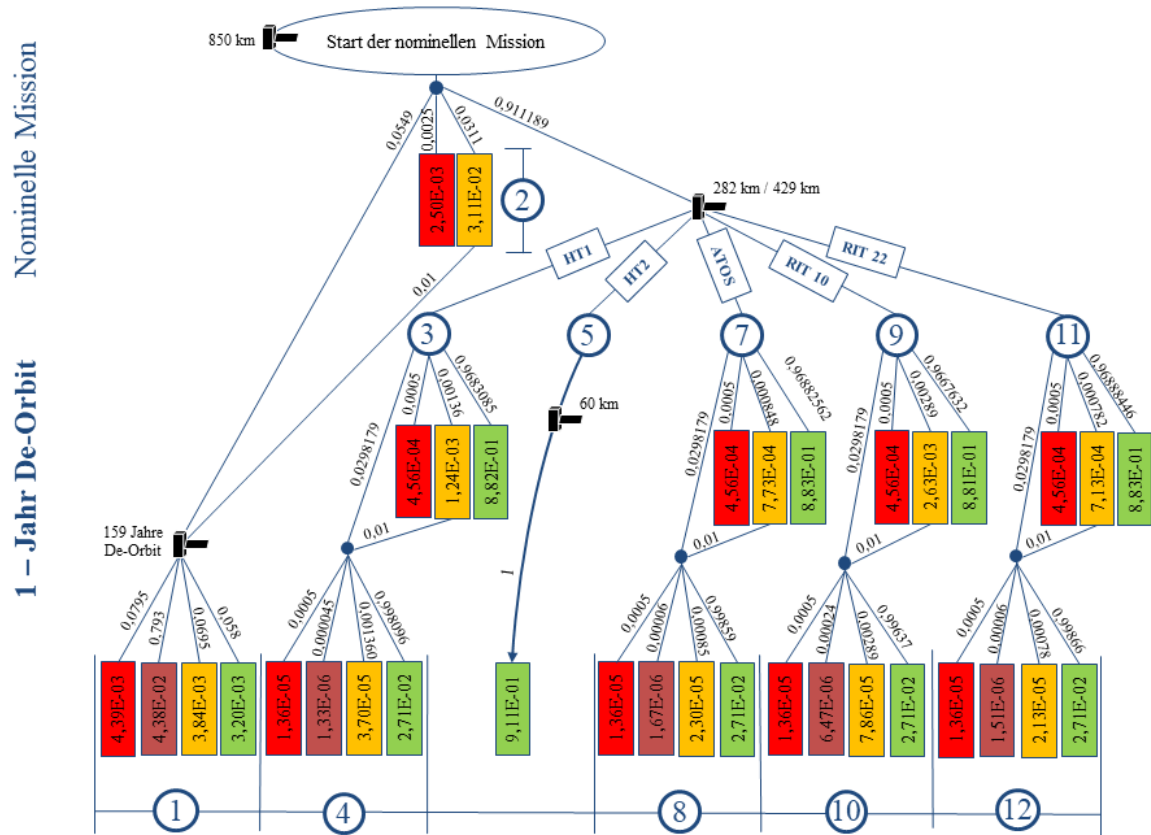 Nominelle Mission
1 – Jahr De-Orbit
850 km
Start der nominellen Mission
0,0549
0,0025
0,0311
0,911189
2,50E-03
3,11E-02
2
282 km / 429 km
0,01
HT1
HT2
ATOS
RIT 10
RIT 22
3
5
7
9
11
0,0298179
0,0005
0,00136
0,9683085
4,56E-04
1,24E-03
8,82E-01
0,01
60 km
1
0,0298179
0,0005
0,000848
0,96882562
4,56E-04
7,73E-04
8,83E-01
0,01
0,0298179
0,0005
0,00289
0,9667632
4,56E-04
2,63E-03
8,81E-01
0,01
0,0298179
0,0005
0,000782
0,96888446
4,56E-04
7,13E-04
8,83E-01
0,01
159 Jahre
De-Orbit
0,0795
0,793
0,0695
0,058
0,0005
0,000045
0,001360
0,998096
0,0005
0,00006
0,00085
0,99859
0,0005
0,00024
0,00289
0,99637
0,0005
0,00006
0,00078
0,99866
4,39E-03
4,38E-02
3,84E-03
3,20E-03
1,36E-05
1,33E-06
3,70E-05
2,71E-02
9,11E-01
1,36E-05
1,67E-06
2,30E-05
2,71E-02
1,36E-05
6,47E-06
7,86E-05
2,71E-02
1,36E-05
1,51E-06
2,13E-05
2,71E-02
1
4
8
10
12